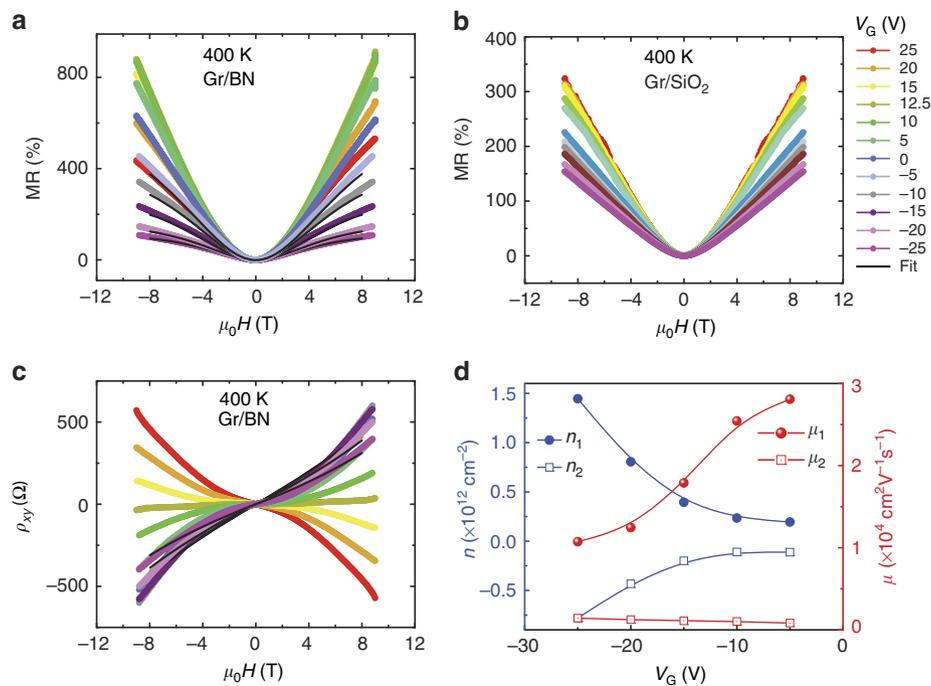 a
400 K
Gr/BN
MR (%)
800
400
0
−12 −8 −4 0 4 8 12
μ0H (T)
b
400 K
Gr/SiO2
MR (%)
400
300
200
100
0
−12 −8 −4 0 4 8 12
μ0H (T)
VG (V)
25
20
15
12.5
10
5
0
−5
−10
−15
−20
−25
Fit
c
400 K
Gr/BN
ρxy (Ω)
500
0
−500
−12 −8 −4 0 4 8 12
μ0H (T)
d
n (×10¹² cm⁻²)
1.5
1.0
0.5
0.0
−0.5
n1
n2
μ1
μ2
3
2
1
0
μ (×10⁴ cm²V⁻¹s⁻¹)
−30 −20 −10 0
VG (V)